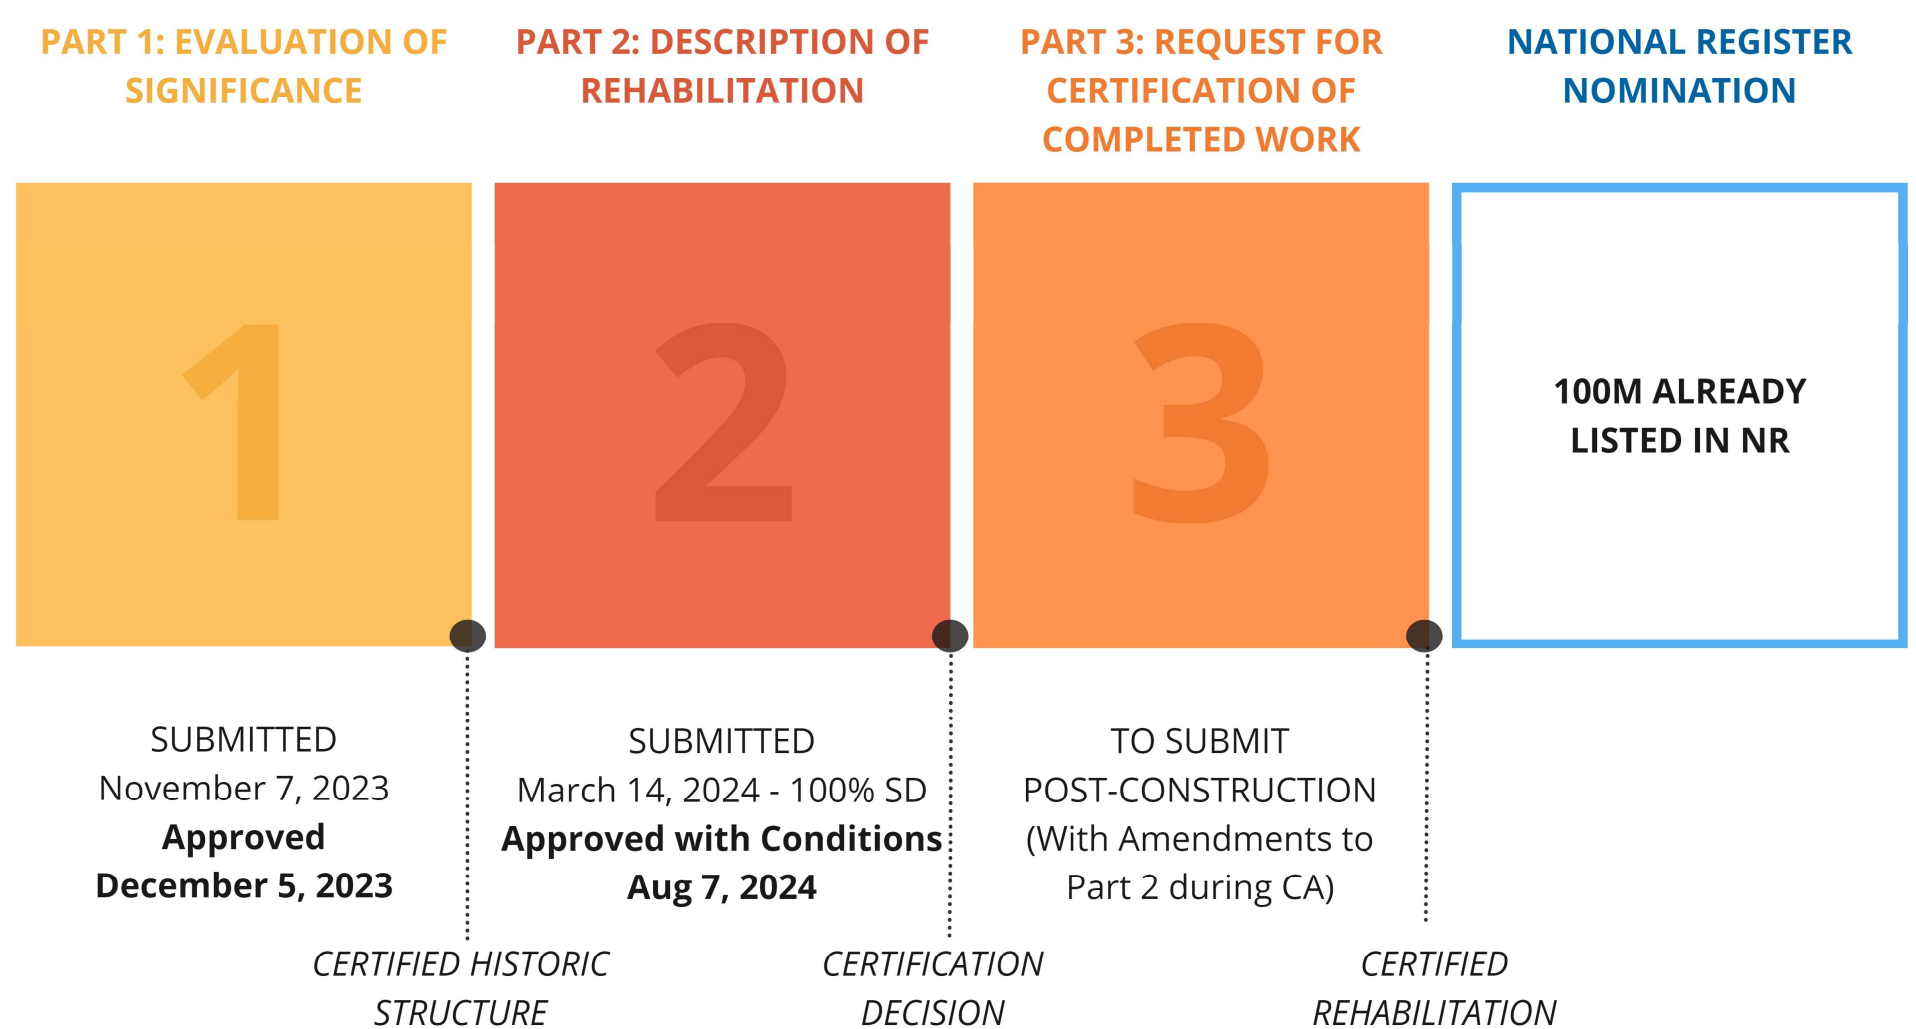 PART 1: EVALUATION OF
SIGNIFICANCE
PART 2: DESCRIPTION OF
REHABILITATION
PART 3: REQUEST FOR
CERTIFICATION OF
COMPLETED WORK
NATIONAL REGISTER
NOMINATION
1
2
3
100M ALREADY
LISTED IN NR
SUBMITTED
November 7, 2023
Approved
December 5, 2023
SUBMITTED
March 14, 2024 - 100% SD
Approved with Conditions
Aug 7, 2024
TO SUBMIT
POST-CONSTRUCTION
(With Amendments to
Part 2 during CA)
CERTIFIED HISTORIC
STRUCTURE
CERTIFICATION
DECISION
CERTIFIED
REHABILITATION